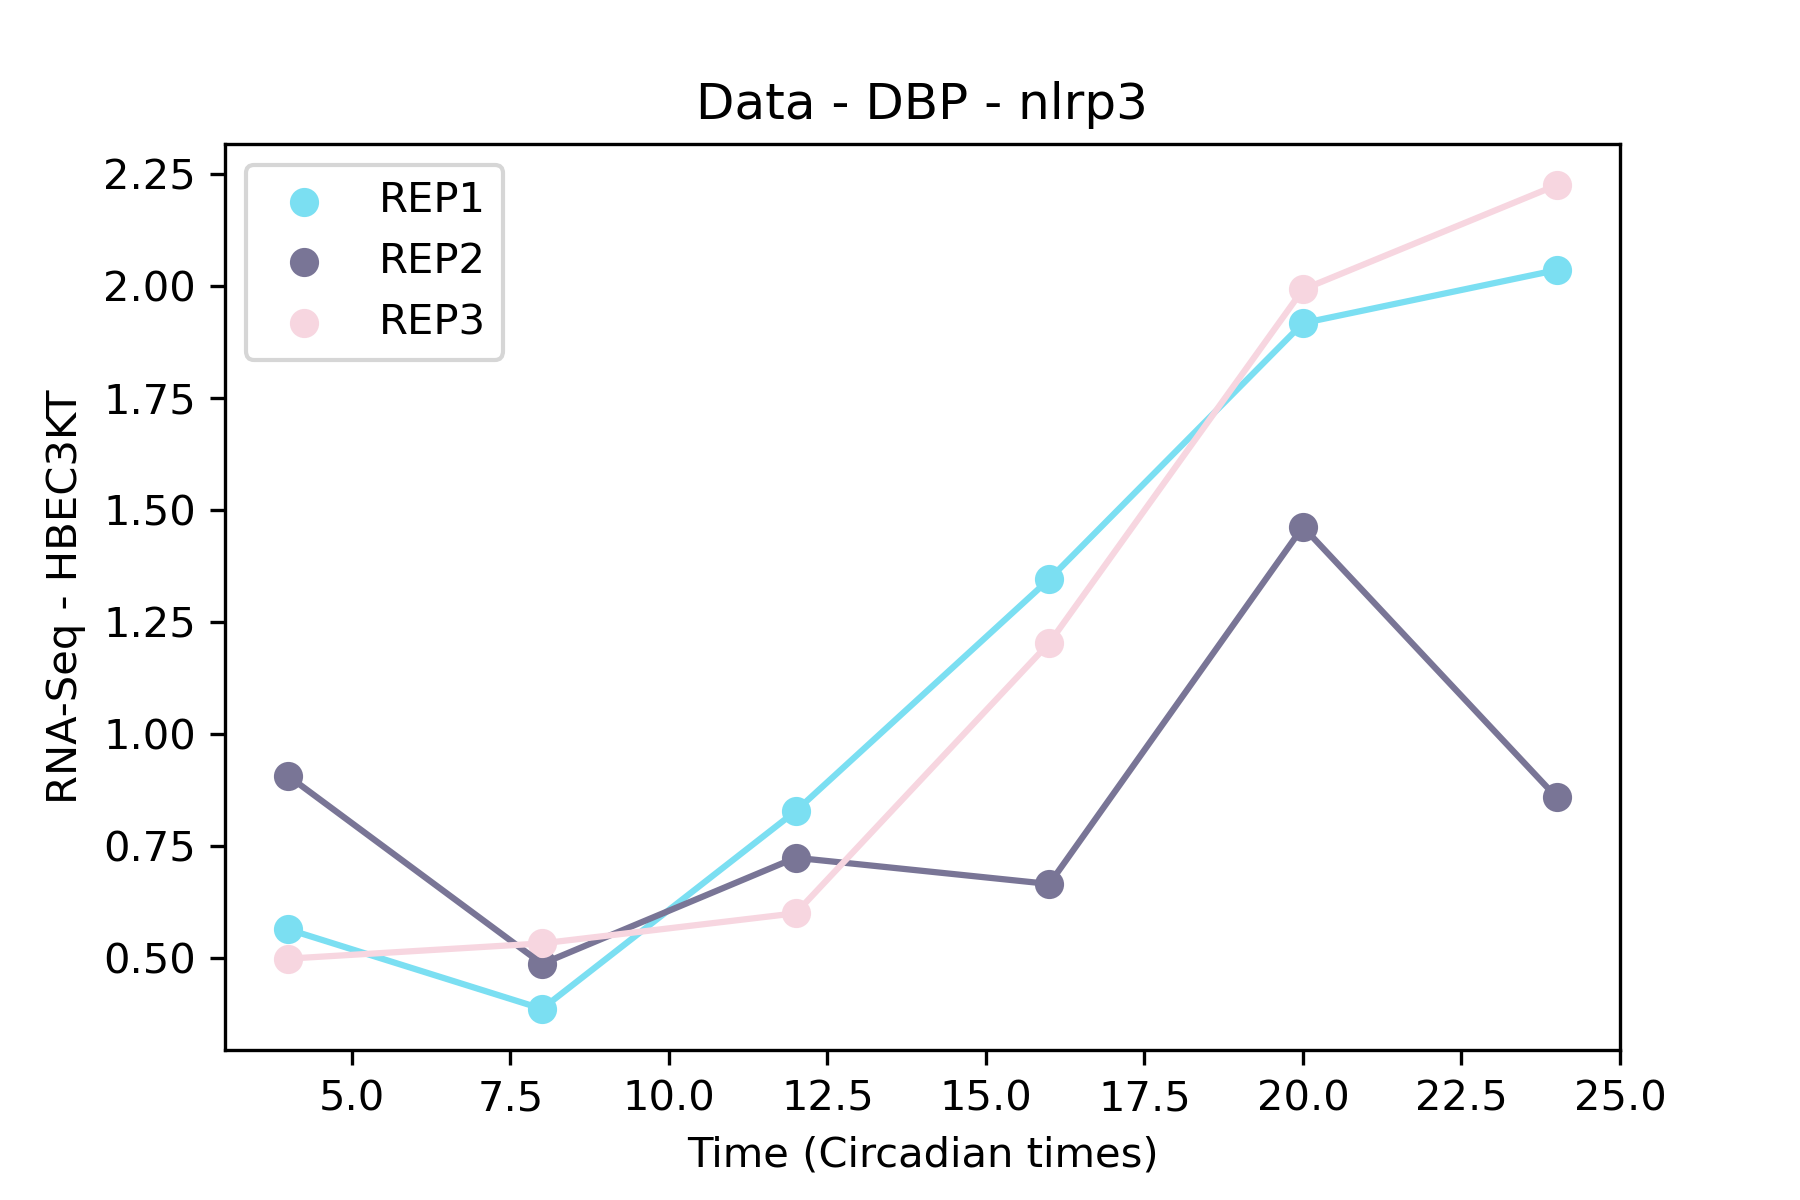 Data - DBP - nlrp3
REP1
REP2
REP3
RNA-Seq - HBEC3KT
2.25
2.00
1.75
1.50
1.25
1.00
0.75
0.50
5.0 7.5 10.0 12.5 15.0 17.5 20.0 22.5 25.0
Time (Circadian times)